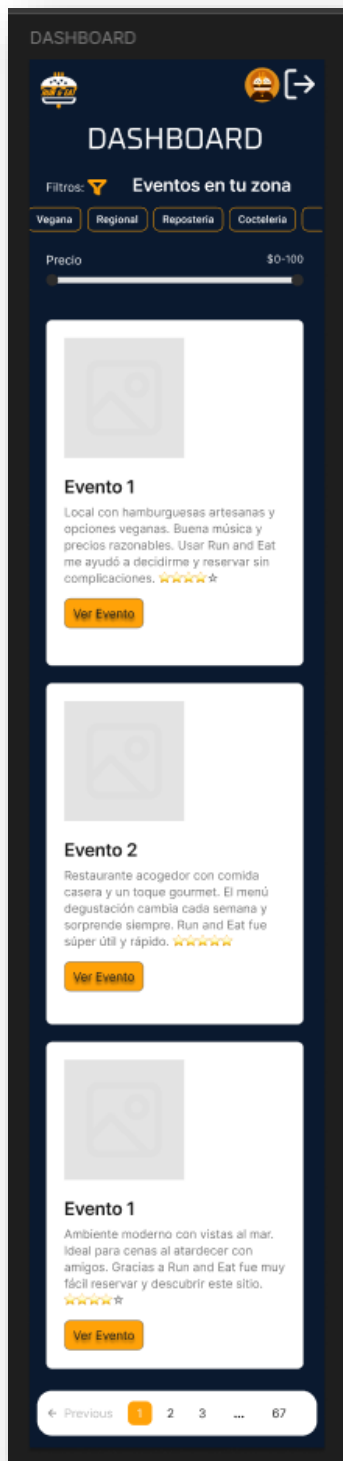 DASHBOARD
DASHBOARD
Filtros: Eventos en tu zona
Vegana Regional Repostería Coctelería
Precio $0-100
Evento 1
Local con hamburguesas artesanas y
opciones veganas. Buena música y
precios razonables. Usar Run and Eat
me ayudó a decidirme y reservar sin
complicaciones. ⭐⭐⭐⭐☆
Ver Evento
Evento 2
Restaurante acogedor con comida
casera y un toque gourmet. El menú
degustación cambia cada semana y
sorprende siempre. Run and Eat fue
súper útil y rápido. ⭐⭐⭐⭐⭐
Ver Evento
Evento 1
Ambiente moderno con vistas al mar.
Ideal para cenas al atardecer con
amigos. Gracias a Run and Eat fue muy
fácil reservar y descubrir este sitio.
⭐⭐⭐⭐☆
Ver Evento
← Previous 1 2 3 ... 67